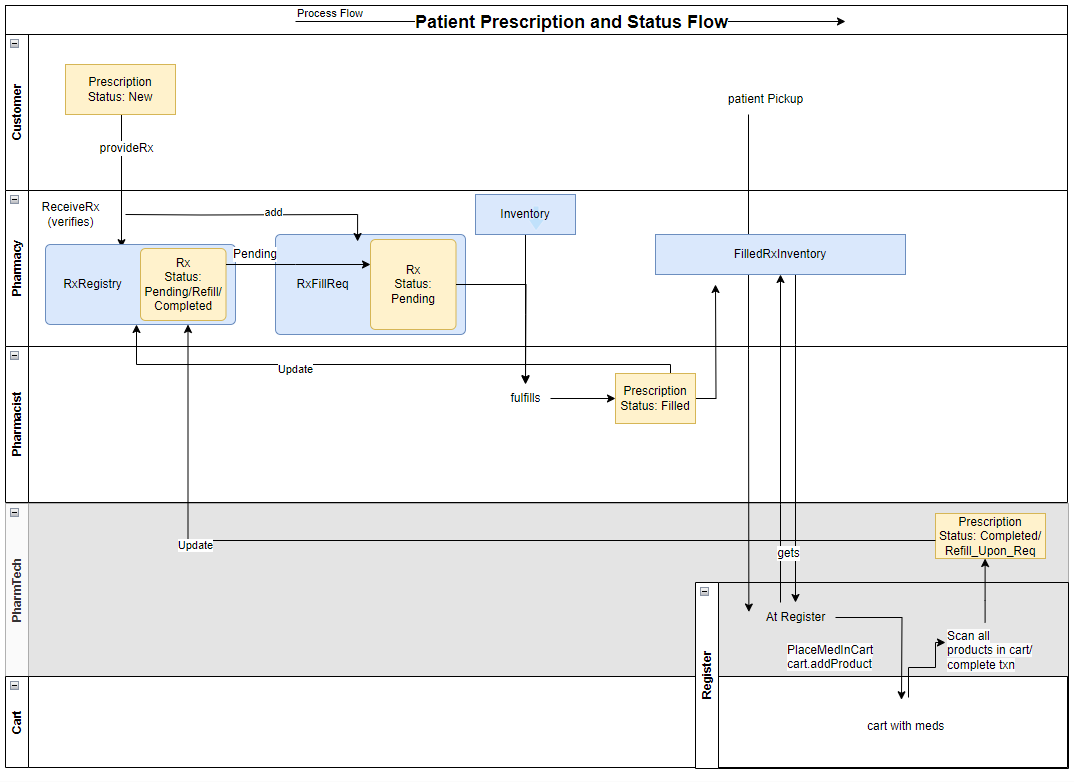 Process Flow
Patient Prescription and Status Flow
Customer
Prescription
Status: New
patient Pickup
provideRx
Pharmacy
ReceiveRx
(verifies)
add
Inventory
RxRegistry
Rx
Status:
Pending/Refill/
Completed
Pending
RxFillReq
Rx
Status:
Pending
FilledRxInventory
Pharmacist
Update
fulfills
Prescription
Status: Filled
PharmTech
Update
gets
Prescription
Status: Completed/
Refill_Upon_Req
Register
At Register
PlaceMedInCart
cart.addProduct
Scan all
products in cart/
complete txn
Cart
cart with meds